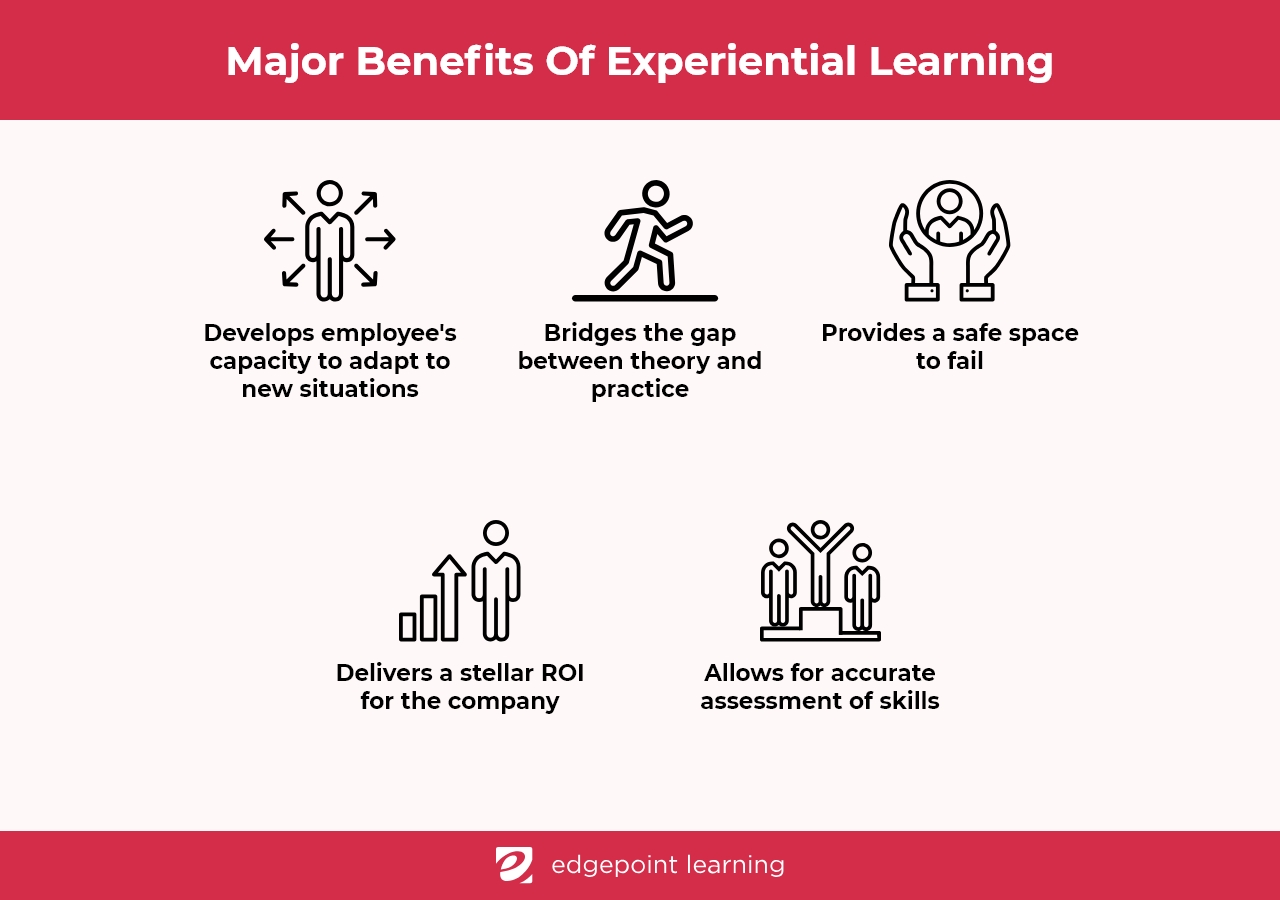 Major Benefits Of Experiential Learning
Develops employee's
capacity to adapt to
new situations
Bridges the gap
between theory and
practice
Provides a safe space
to fail
Delivers a stellar ROI
for the company
Allows for accurate
assessment of skills
edgepoint learning